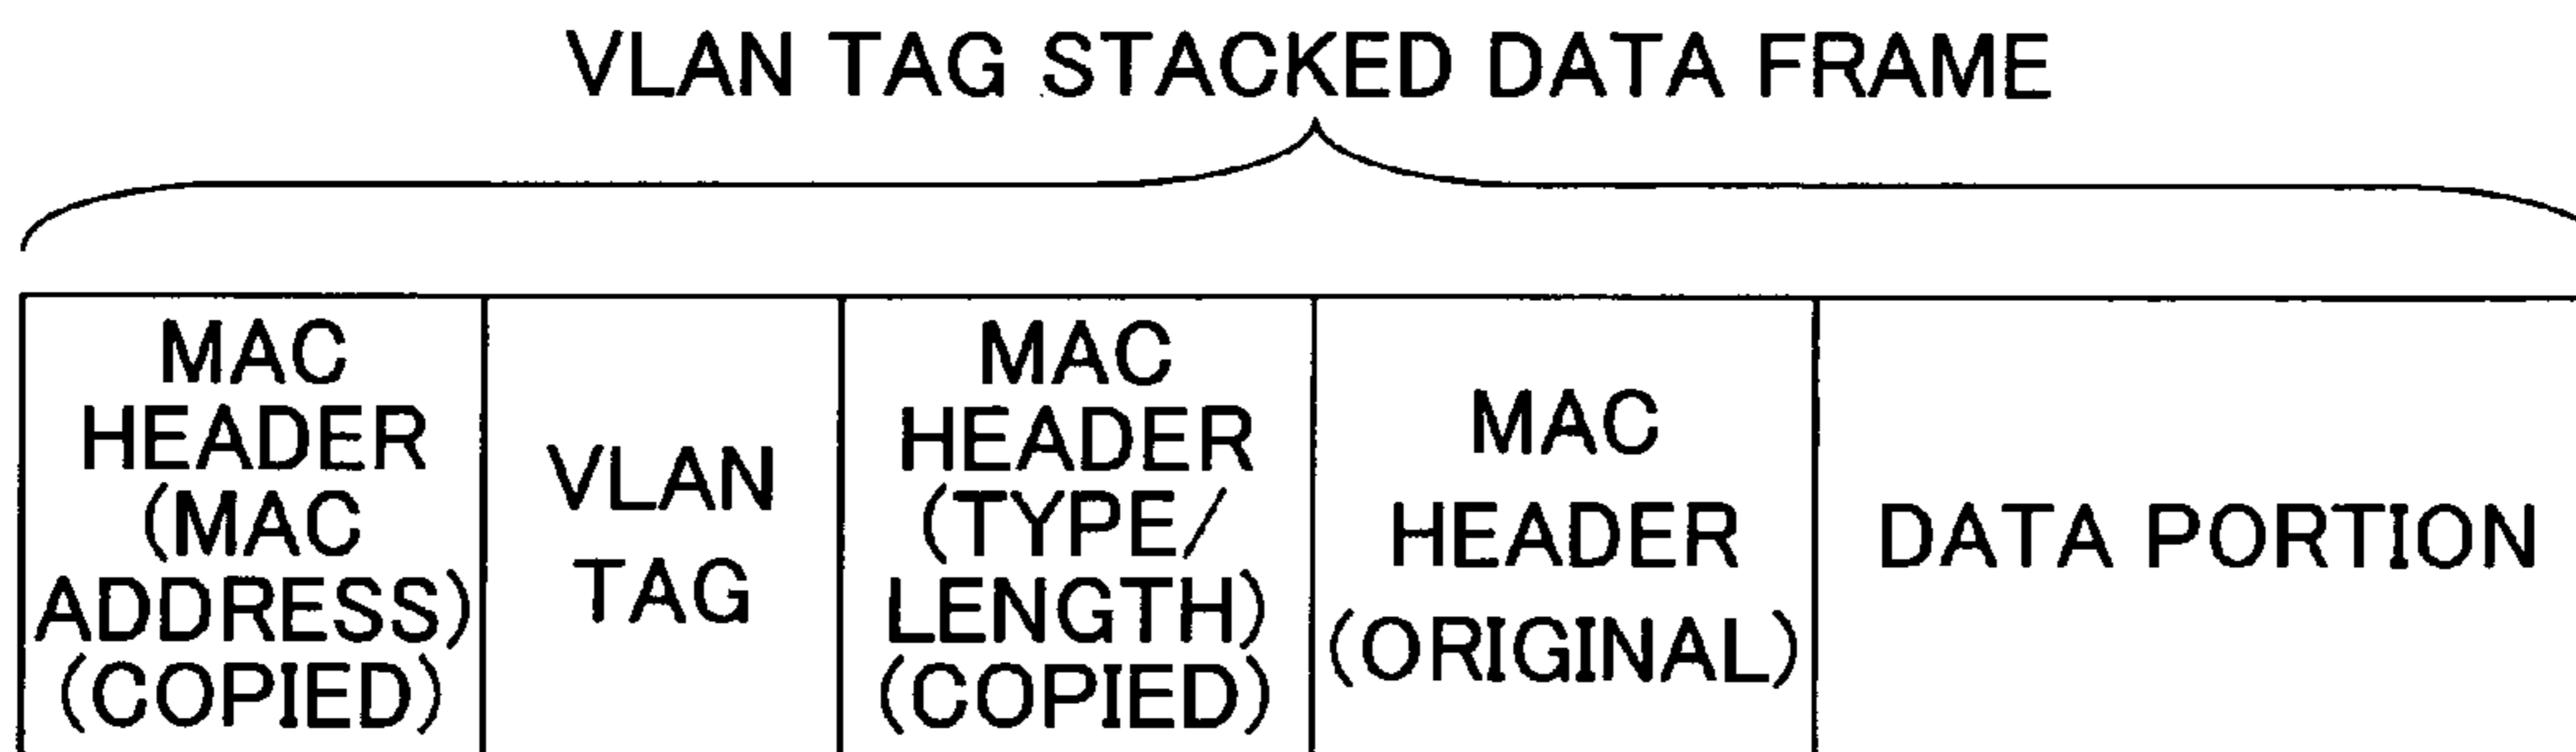 VLAN TAG STACKED DATA FRAME
MAC
HEADER
(MAC
ADDRESS)
(COPIED)
VLAN
TAG
MAC
HEADER
(TYPE/
LENGTH)
(COPIED)
MAC
HEADER
(ORIGINAL)
DATA PORTION